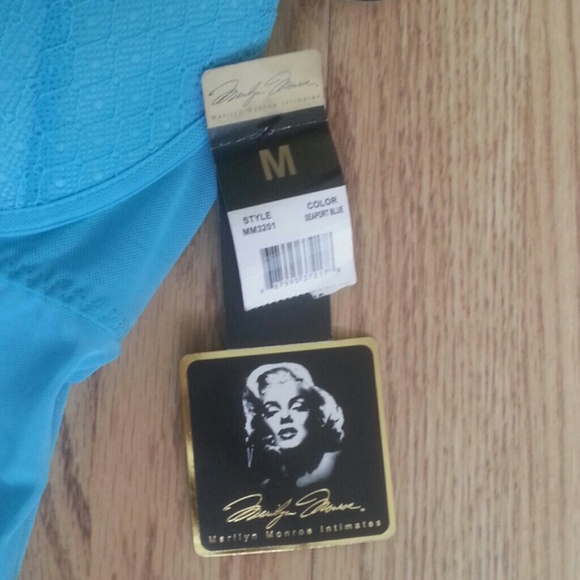 Marilyn Monroe
Marilyn Monroe Intimates
M
STYLE COLOR
MM3201 SEAPORT BLUE
Marilyn Monroe®
Marilyn Monroe Intimates